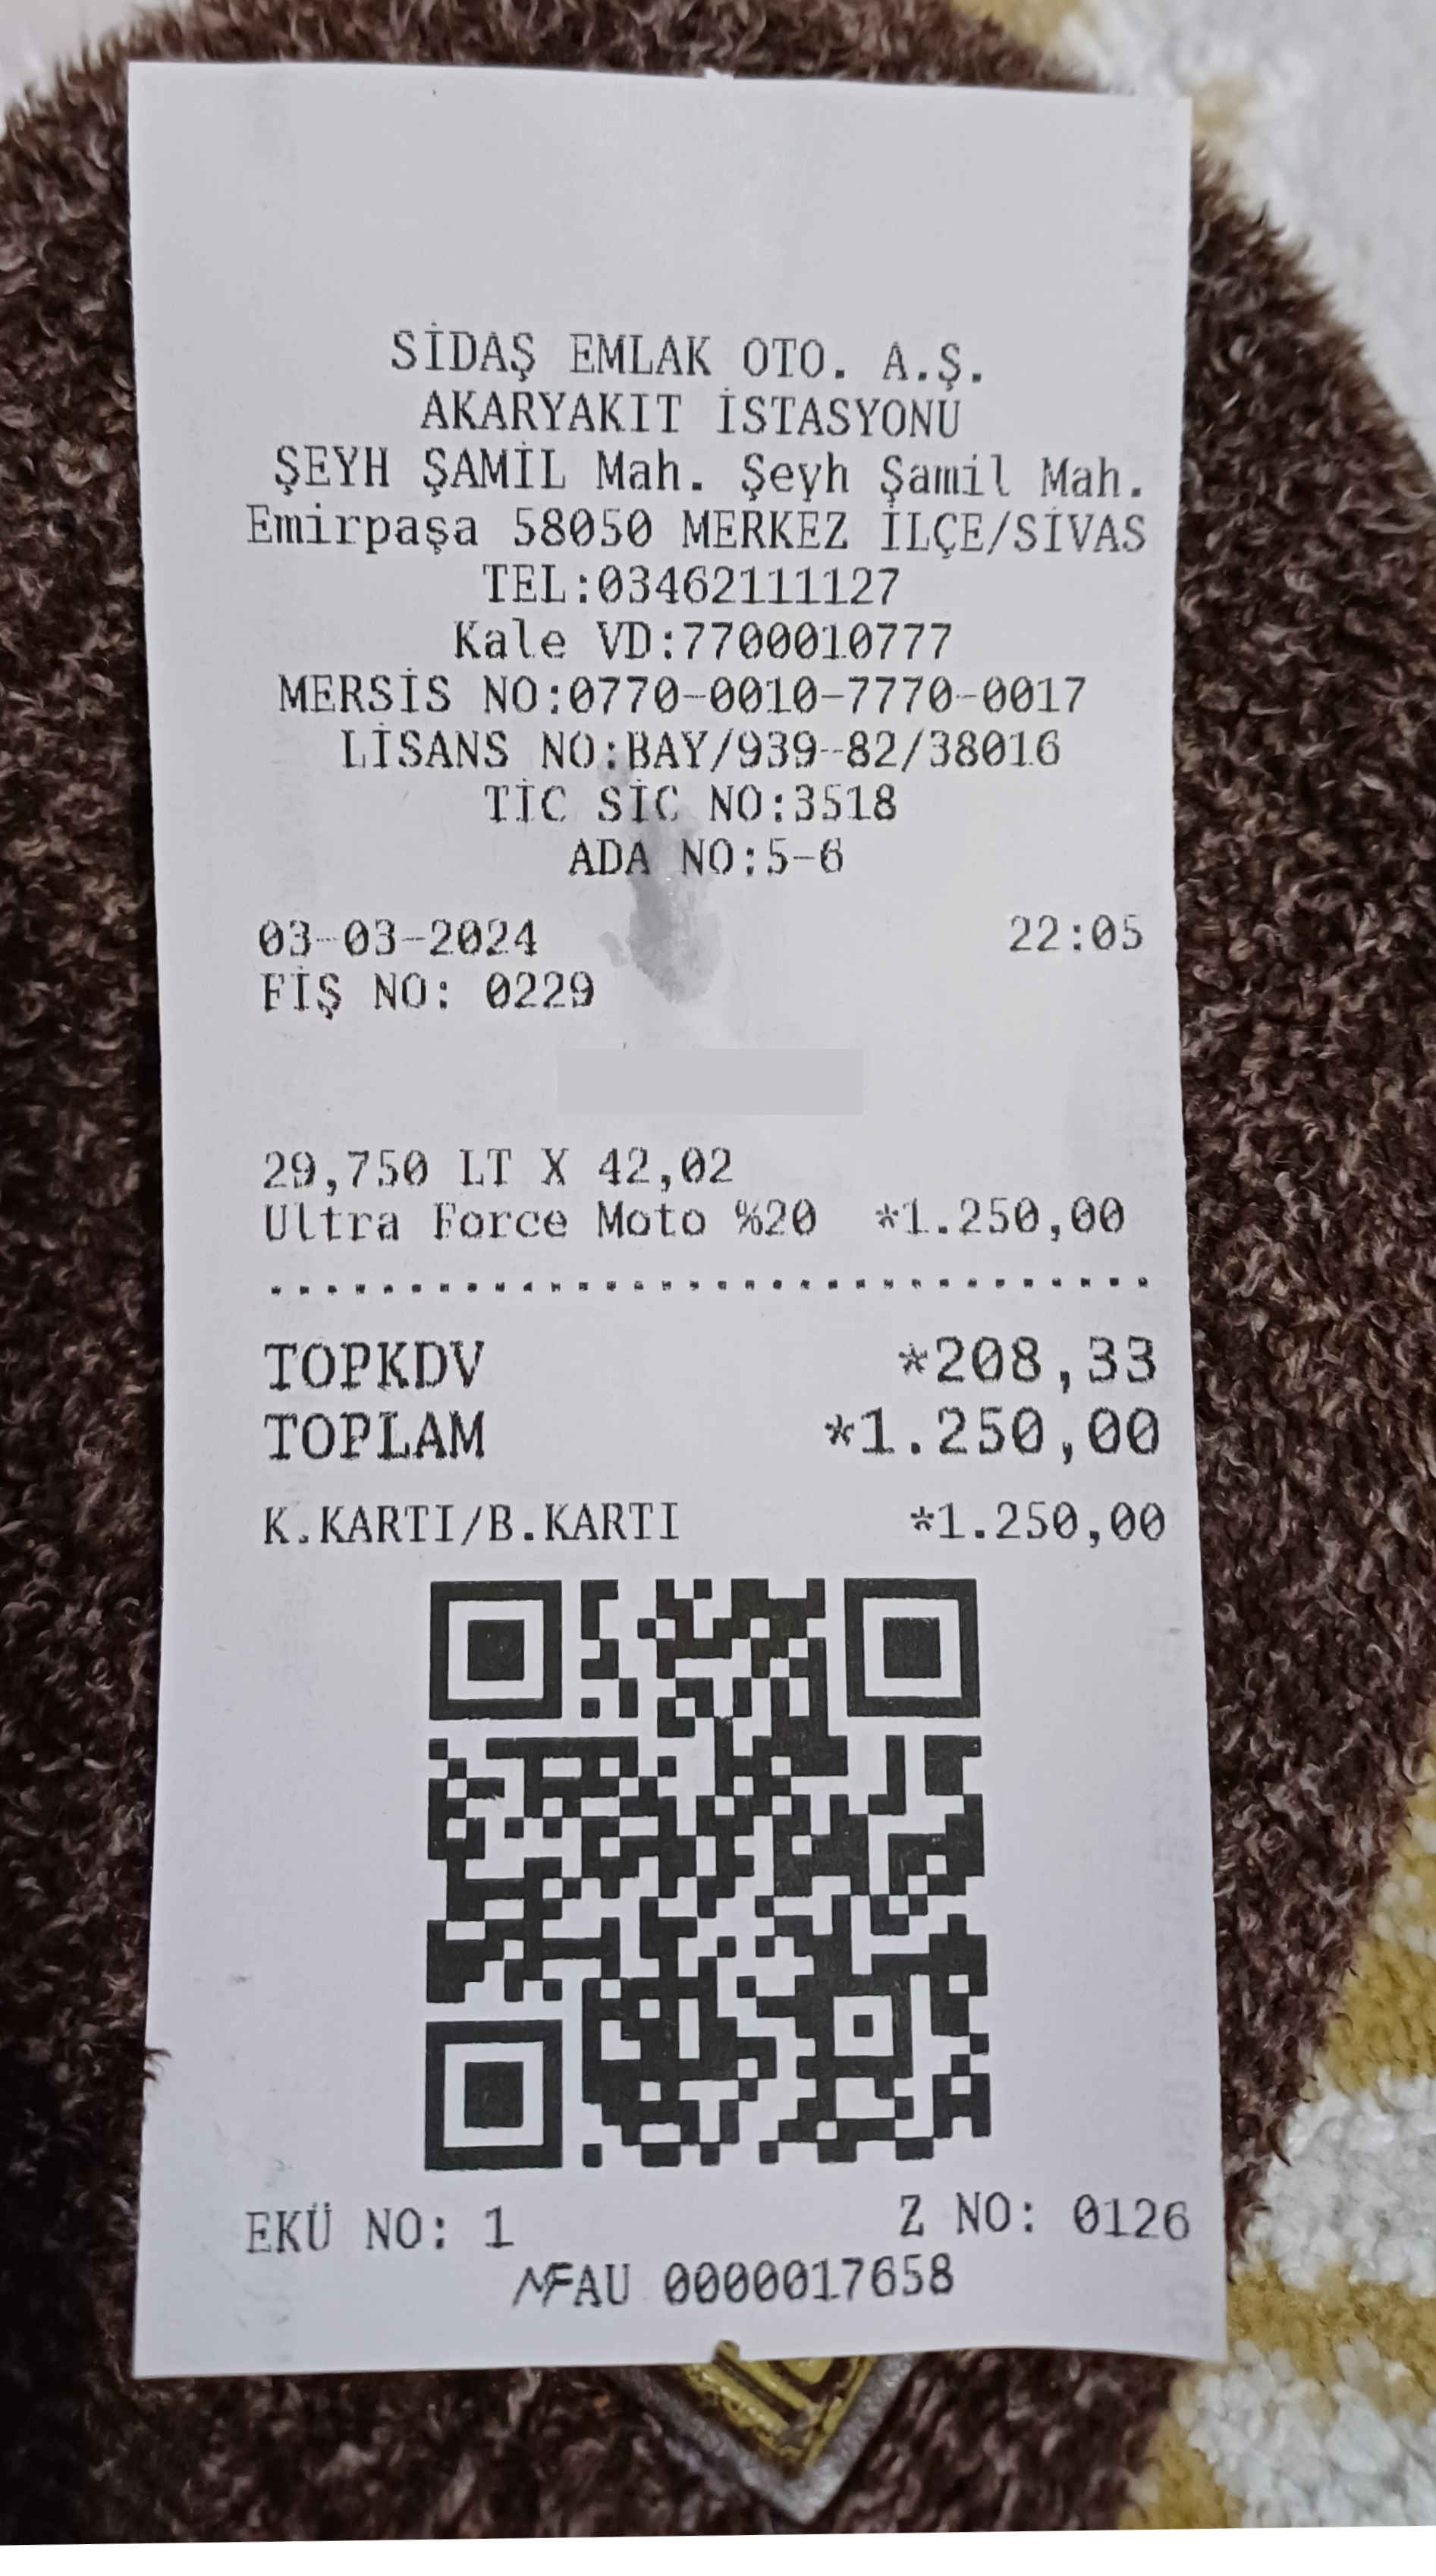 SİDAŞ EMLAK OTO. A.Ş.
AKARYAKIT İSTASYONU
ŞEYH ŞAMİL Mah. Şeyh Şamil Mah.
Emirpaşa 58050 MERKEZ İLÇE/SİVAS
TEL:03462111127
Kale VD:7700010777
MERSİS NO:0770-0010-7770-0017
LİSANS NO:BAY/939-82/38016
TİC SİC NO:3518
ADA NO:5-6
03-03-2024 22:05
FİŞ NO: 0229
29,750 LT X 42,02
Ultra Force Moto %20 *1.250,00
TOPKDV *208,33
TOPLAM *1.250,00
K.KARTI/B.KARTI *1.250,00
EKÜ NO: 1 Z NO: 0126
MF AU 0000017658